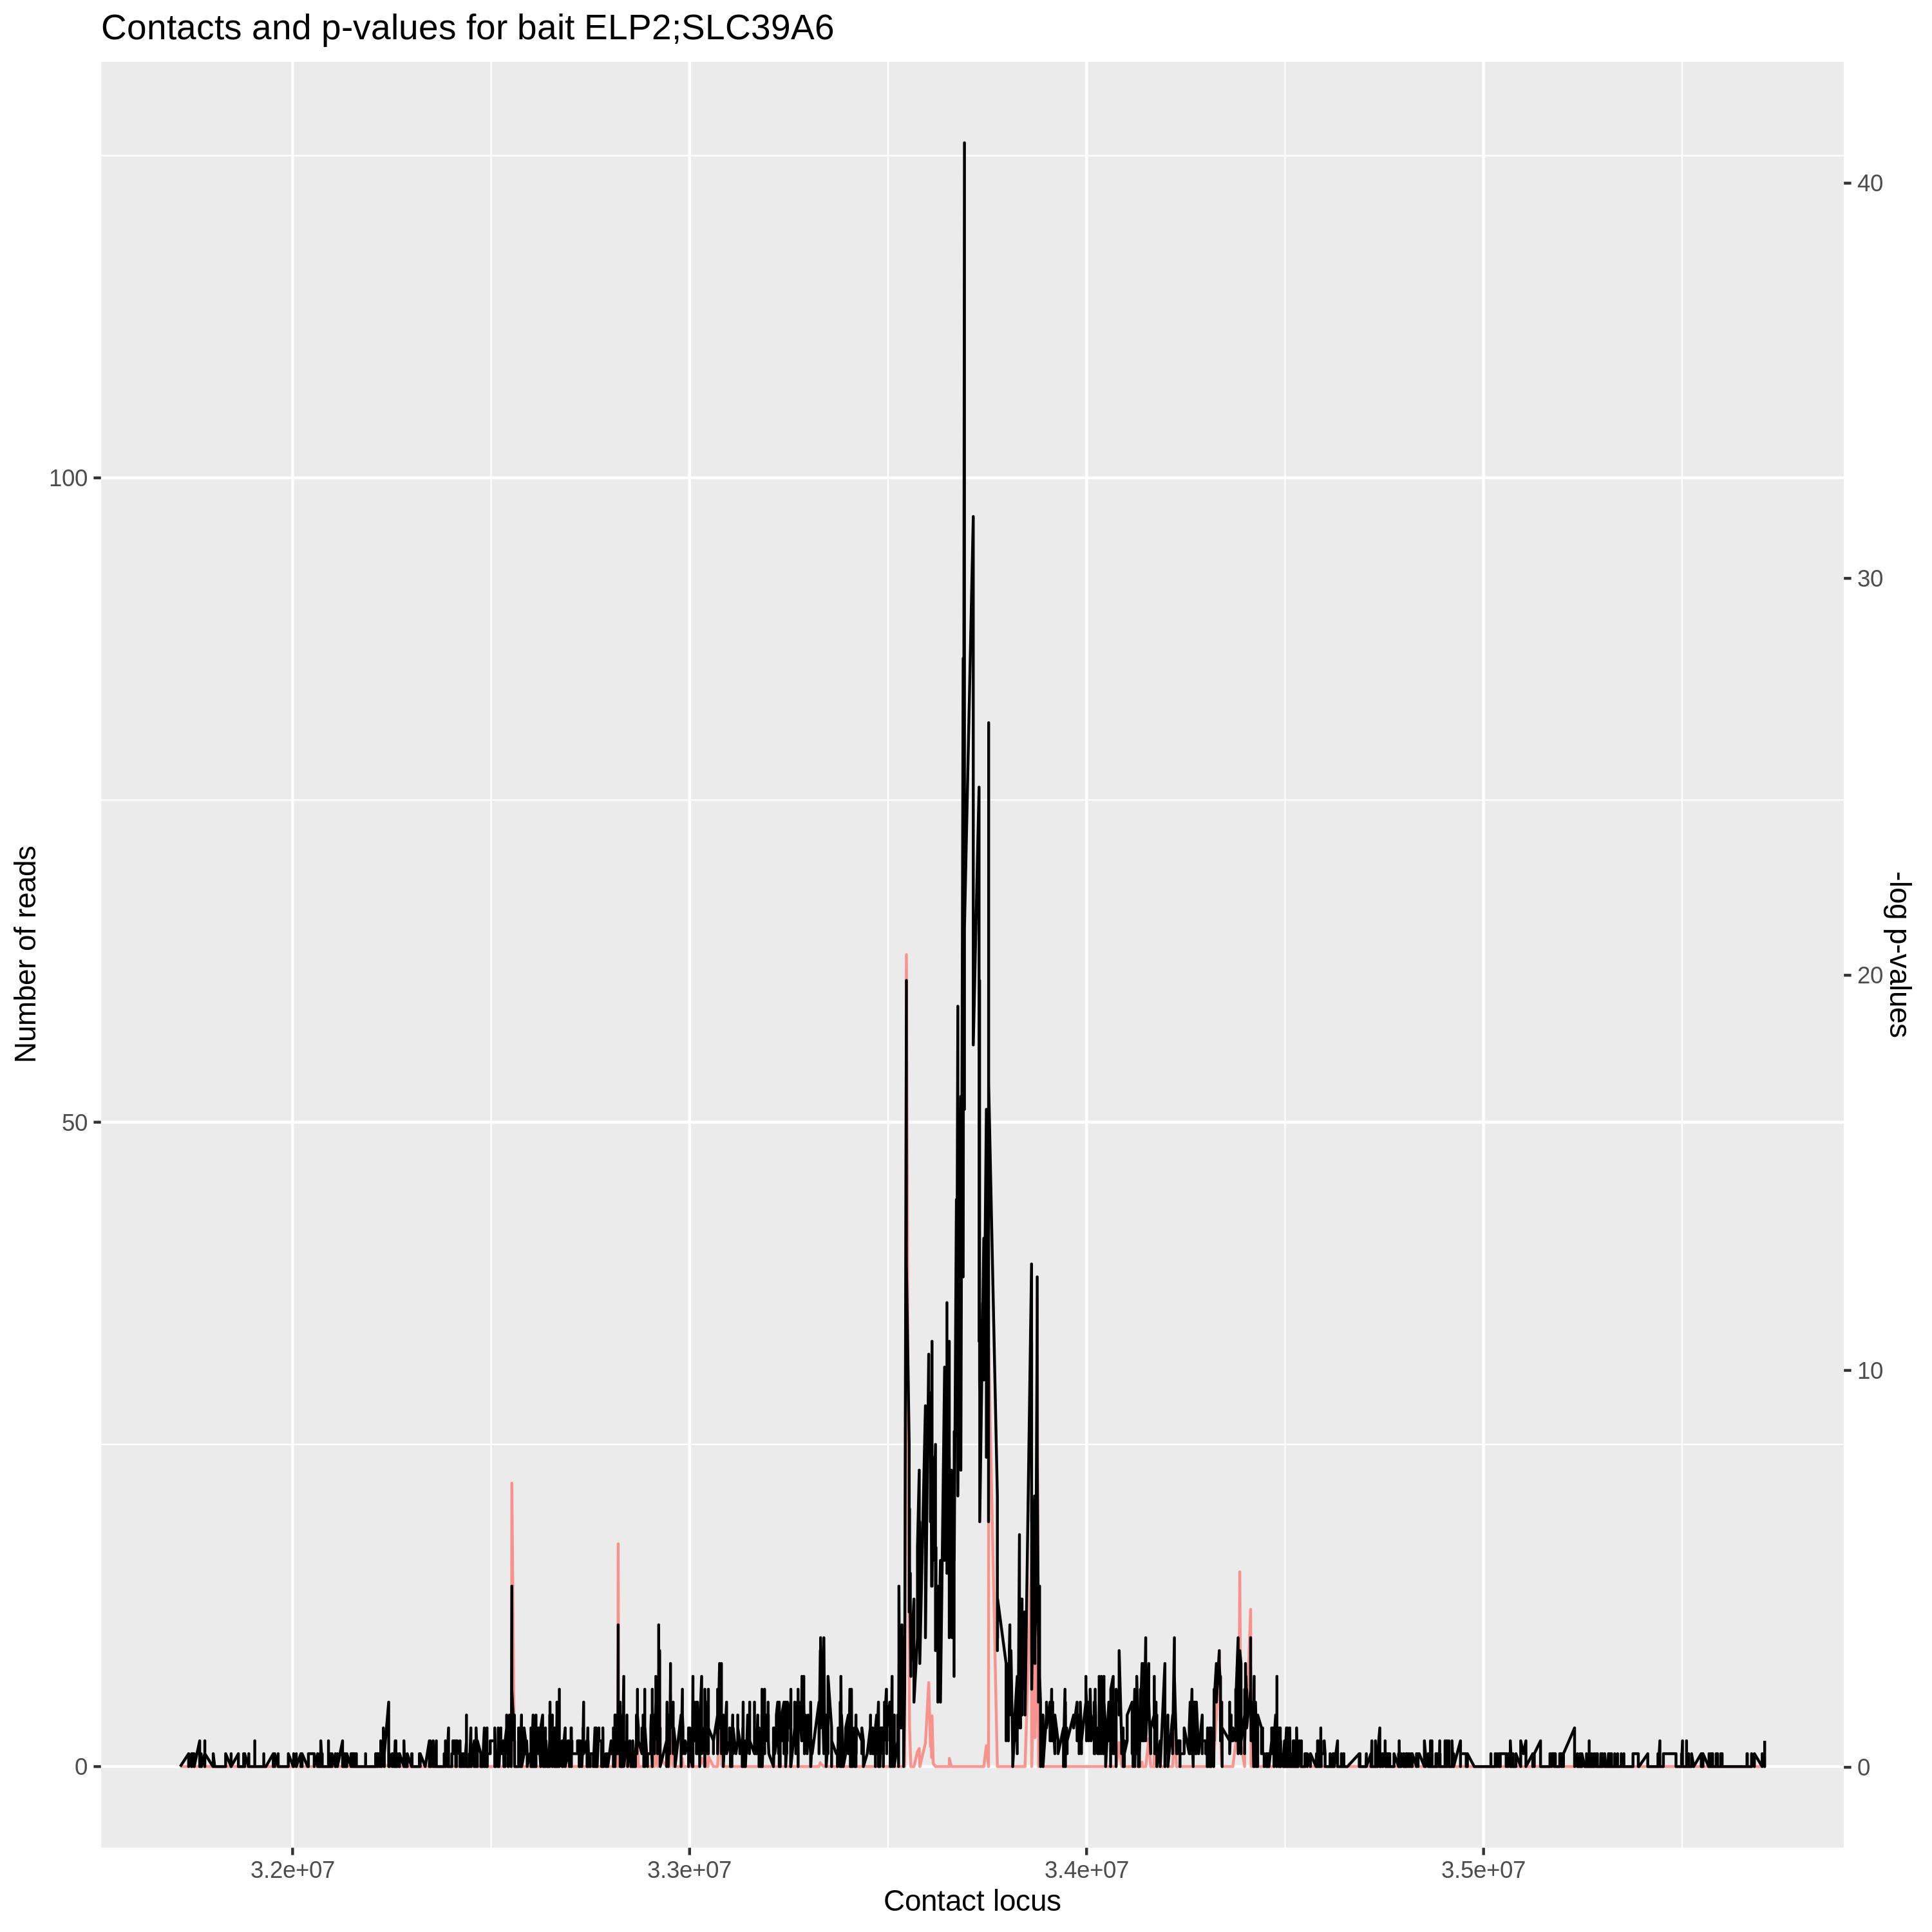 Contacts and p-values for bait ELP2;SLC39A6
Number of reads
100
50
0
40
30
20
10
0
-log p-values
3.2e+07
3.3e+07
3.4e+07
3.5e+07
Contact locus